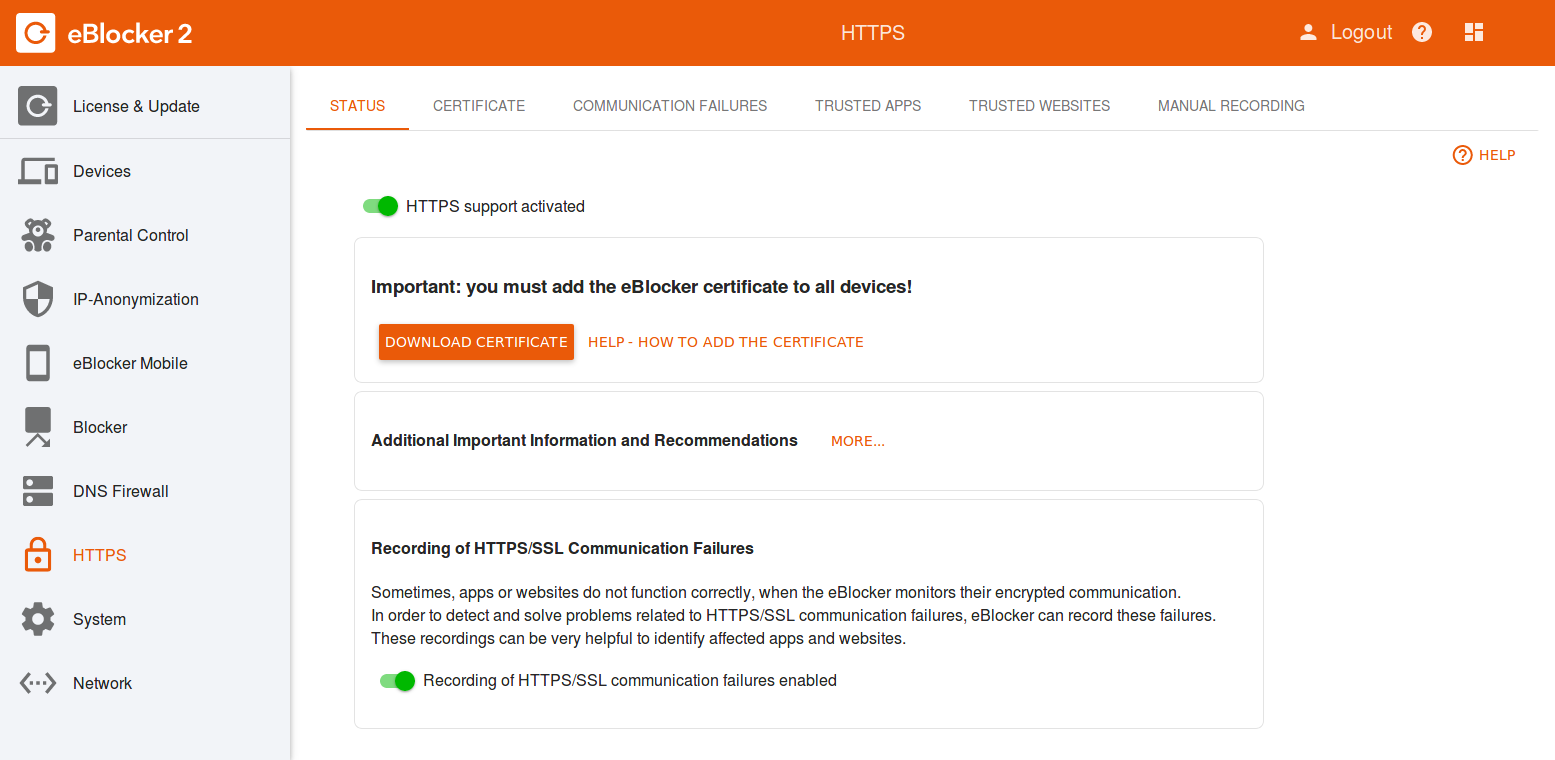 eBlocker 2
HTTPS
Logout
License & Update
Devices
Parental Control
IP-Anonymization
eBlocker Mobile
Blocker
DNS Firewall
HTTPS
System
Network
STATUS CERTIFICATE COMMUNICATION FAILURES TRUSTED APPS TRUSTED WEBSITES MANUAL RECORDING
HELP
HTTPS support activated
Important: you must add the eBlocker certificate to all devices!
DOWNLOAD CERTIFICATE HELP - HOW TO ADD THE CERTIFICATE
Additional Important Information and Recommendations MORE...
Recording of HTTPS/SSL Communication Failures
Sometimes, apps or websites do not function correctly, when the eBlocker monitors their encrypted communication.
In order to detect and solve problems related to HTTPS/SSL communication failures, eBlocker can record these failures.
These recordings can be very helpful to identify affected apps and websites.
Recording of HTTPS/SSL communication failures enabled